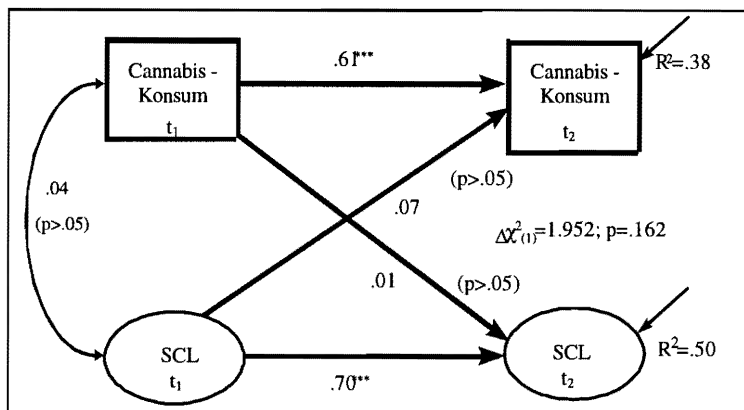 Cannabis -
Konsum
t₁
.61***
Cannabis -
Konsum
t₂
R²=.38
.04
(p>.05)
(p>.05)
.07
Δχ²₍₁₎=1.952; p=.162
.01
(p>.05)
SCL
t₁
.70***
SCL
t₂
R²=.50